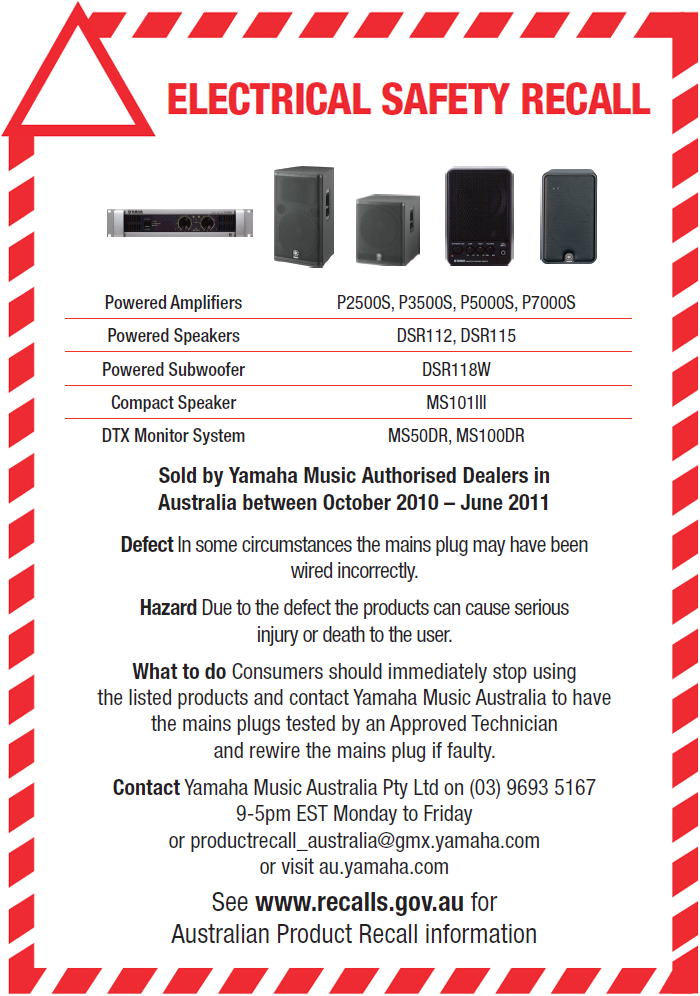 ELECTRICAL SAFETY RECALL
YAMAHA
Powered Amplifiers P2500S, P3500S, P5000S, P7000S
Powered Speakers DSR112, DSR115
Powered Subwoofer DSR118W
Compact Speaker MS101III
DTX Monitor System MS50DR, MS100DR
Sold by Yamaha Music Authorised Dealers in
Australia between October 2010 – June 2011
Defect In some circumstances the mains plug may have been
wired incorrectly.
Hazard Due to the defect the products can cause serious
injury or death to the user.
What to do Consumers should immediately stop using
the listed products and contact Yamaha Music Australia to have
the mains plugs tested by an Approved Technician
and rewire the mains plug if faulty.
Contact Yamaha Music Australia Pty Ltd on (03) 9693 5167
9-5pm EST Monday to Friday
or productrecall_australia@gmx.yamaha.com
or visit au.yamaha.com
See www.recalls.gov.au for
Australian Product Recall information